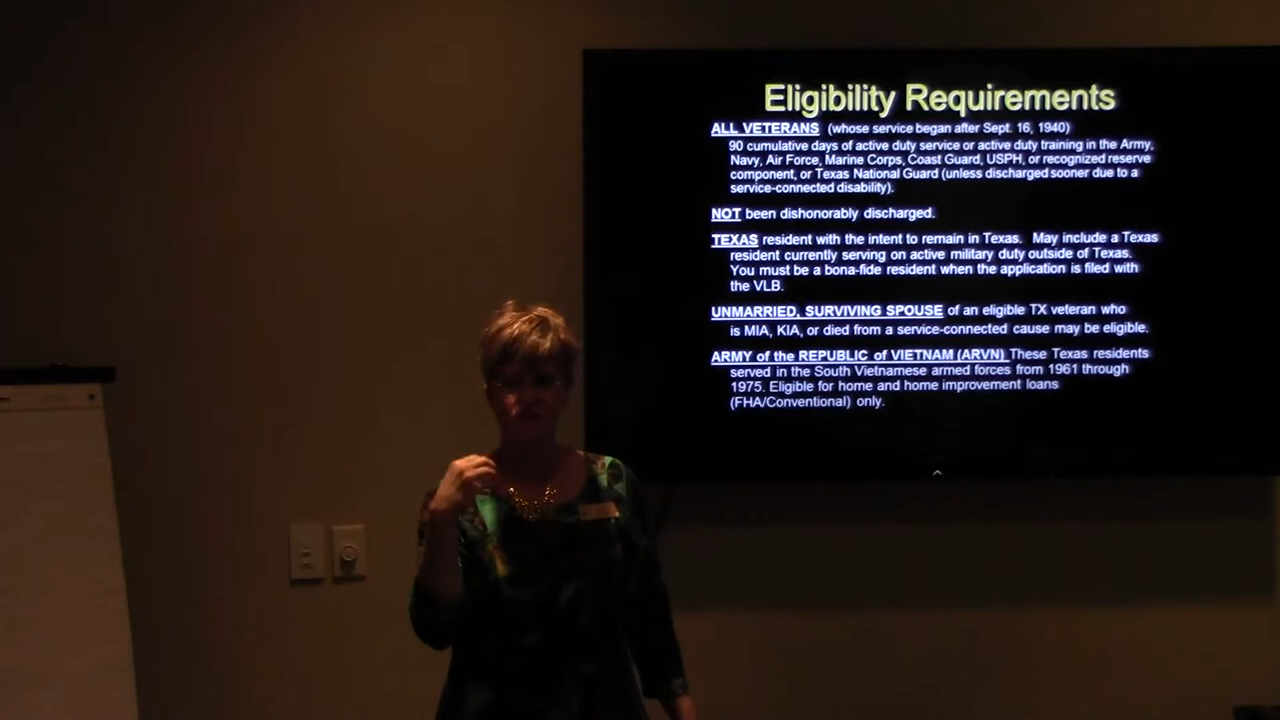 Eligibility Requirements
ALL VETERANS (whose service began after Sept. 16, 1940)
90 cumulative days of active duty service or active duty training in the Army,
Navy, Air Force, Marine Corps, Coast Guard, USPH, or recognized reserve
component, or Texas National Guard (unless discharged sooner due to a
service-connected disability).
NOT been dishonorably discharged.
TEXAS resident with the intent to remain in Texas. May include a Texas
resident currently serving on active military duty outside of Texas.
You must be a bona-fide resident when the application is filed with
the VLB.
UNMARRIED, SURVIVING SPOUSE of an eligible TX veteran who
is MIA, KIA, or died from a service-connected cause may be eligible.
ARMY of the REPUBLIC of VIETNAM (ARVN) These Texas residents
served in the South Vietnamese armed forces from 1961 through
1975. Eligible for home and home improvement loans
(FHA/Conventional) only.